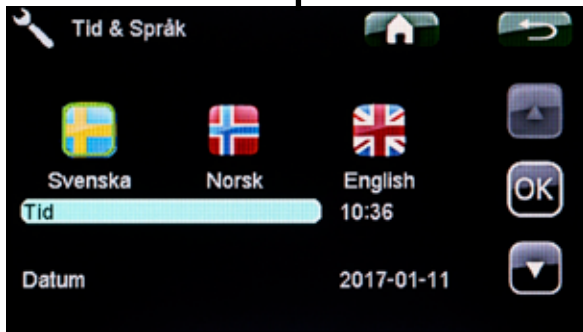 Tid & Språk
Svenska Norsk English
OK
Tid 10:36
Datum 2017-01-11